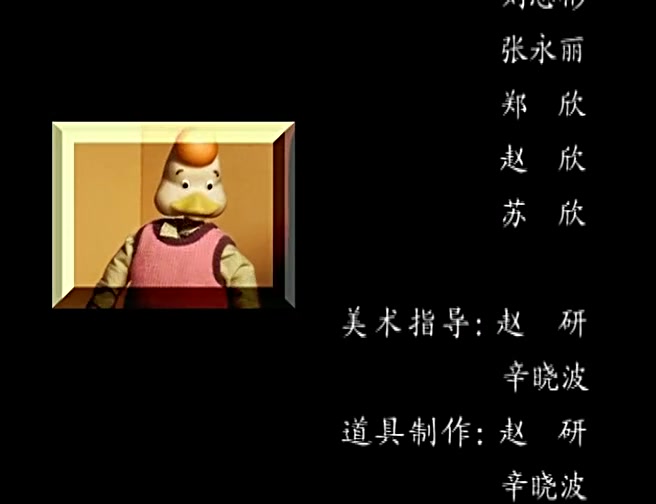 张永丽
郑 欣
赵 欣
苏 欣
美术指导：赵 研
辛晓波
道具制作：赵 研
辛晓波